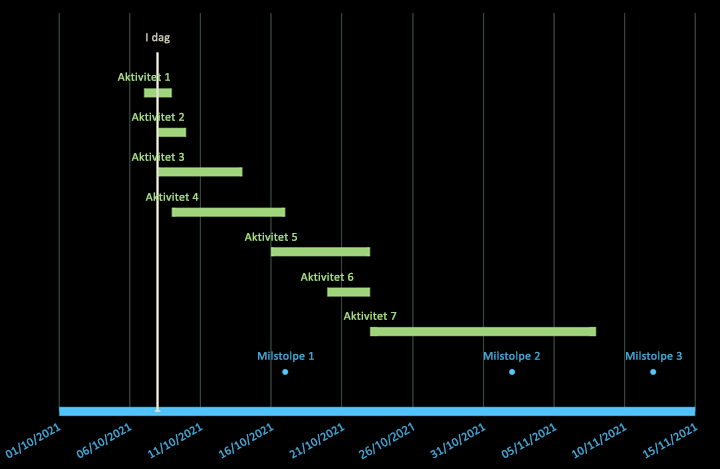 I dag
Aktivitet 1
Aktivitet 2
Aktivitet 3
Aktivitet 4
Aktivitet 5
Aktivitet 6
Aktivitet 7
Milstolpe 1 Milstolpe 2 Milstolpe 3
01/10/2021 06/10/2021 11/10/2021 16/10/2021 21/10/2021 26/10/2021 31/10/2021 05/11/2021 10/11/2021 15/11/2021